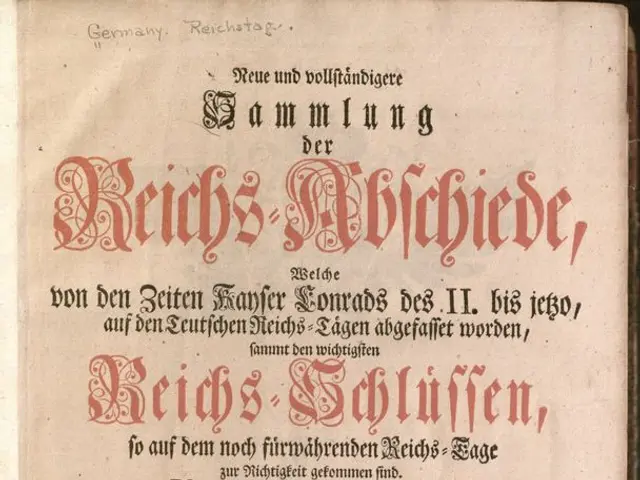 Germany. Reichstag.
Neue und vollständigere
Sammlung
der
Reichs-Abschiede,
Welche
von den Zeiten Kayser Conrads des II. bis jetzo,
auf den Teutschen Reichs-Tägen abgefasset worden,
sammt den wichtigsten
Reichs-Schlüssen,
so auf dem noch fürwährenden Reichs-Tage
zur Richtigkeit gekommen sind.